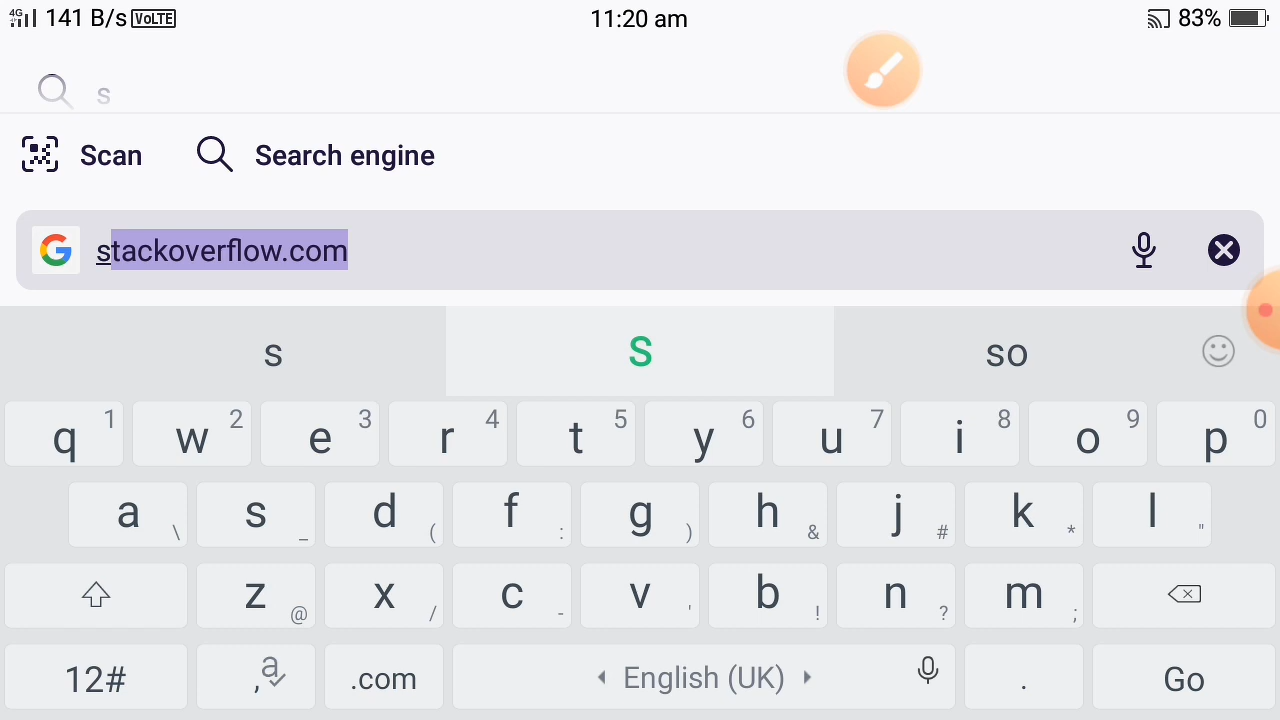 4G 141 B/s VoLTE 11:20 am 83%
s
Scan Search engine
stackoverflow.com
s S so
q 1 w 2 e 3 r 4 t 5 y 6 u 7 i 8 o 9 p 0
a \ s _ d ( f : g ) h & j # k * l "
z @ x / c - v ' b ! n ? m ;
12# , a .com English (UK) . Go